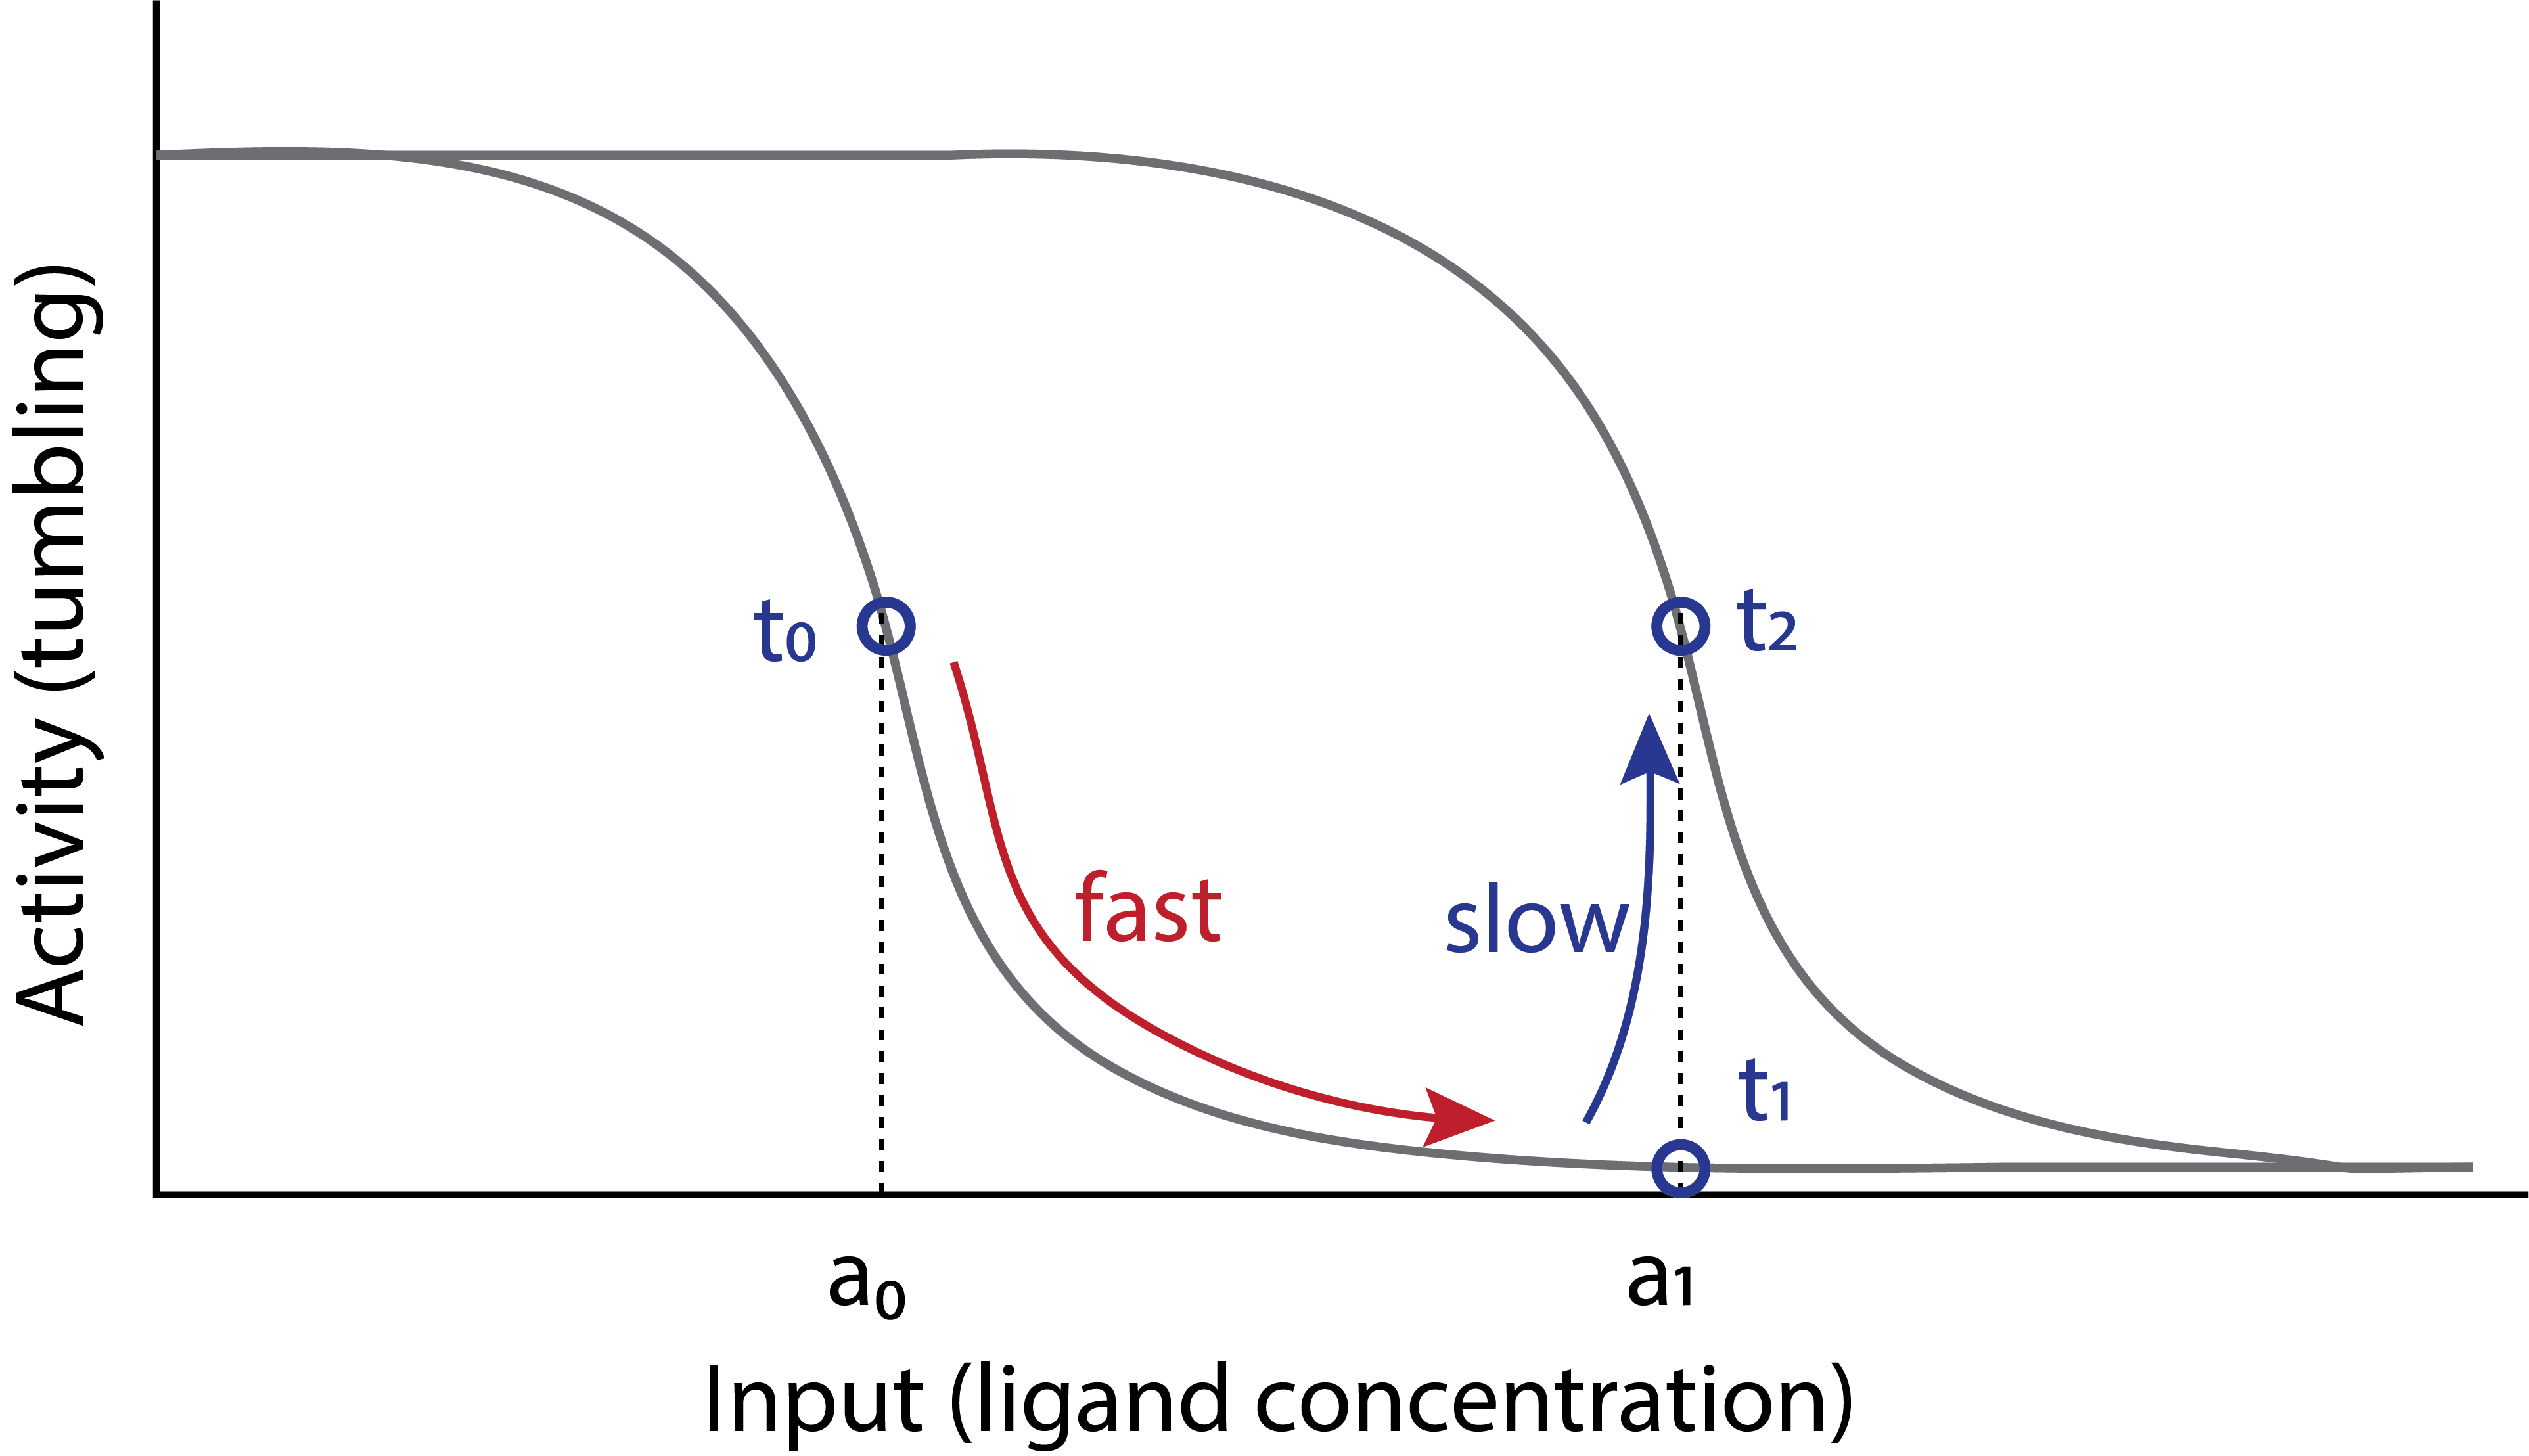 Activity (tumbling)
t₀
t₂
fast
slow
t₁
a₀
a₁
Input (ligand concentration)